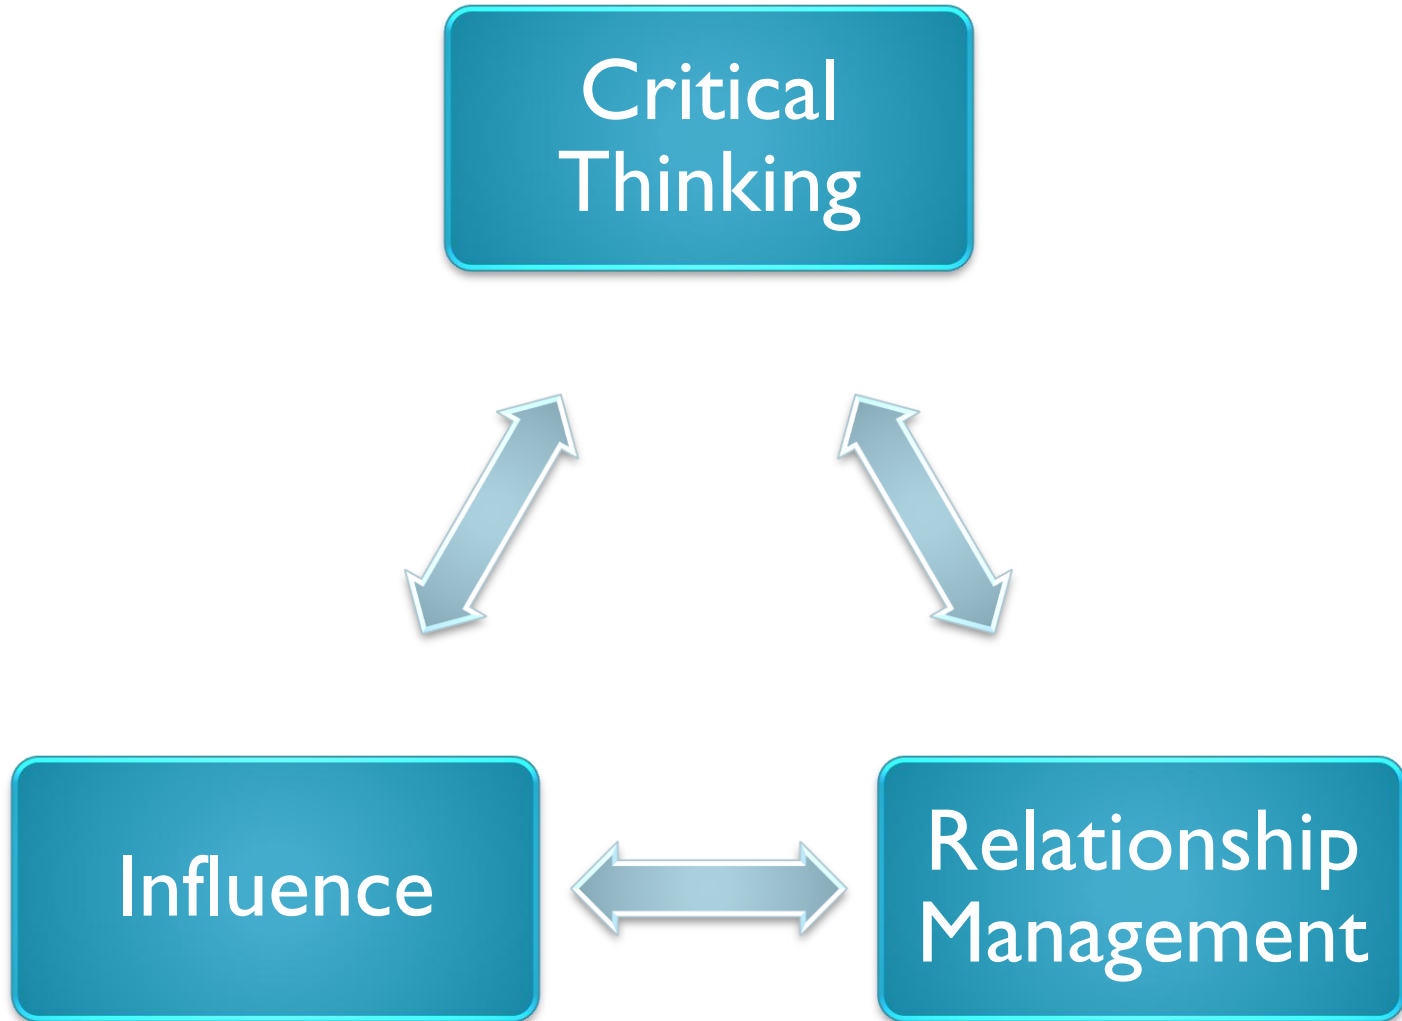 Critical
Thinking
Influence
Relationship
Management